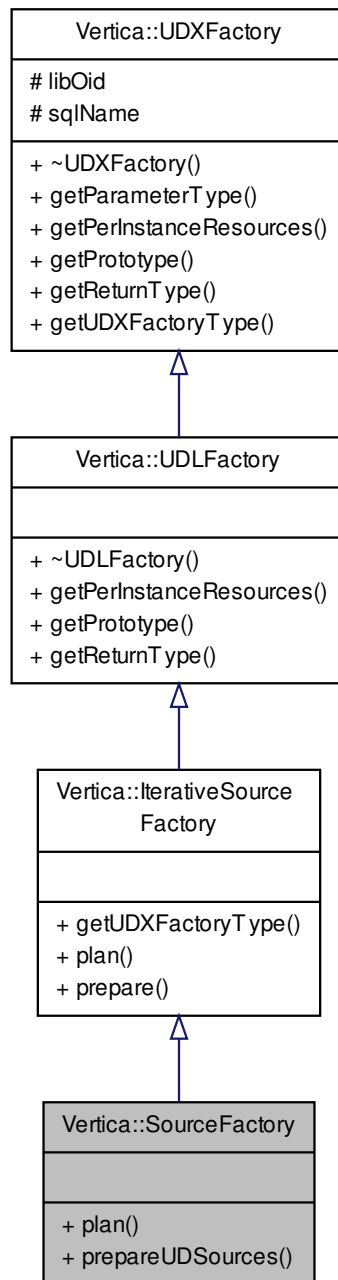 Vertica::UDXFactory
# libOid
# sqlName
+ ~UDXFactory()
+ getParameterType()
+ getPerInstanceResources()
+ getPrototype()
+ getReturnType()
+ getUDXFactoryType()
Vertica::UDLFactory
+ ~UDLFactory()
+ getPerInstanceResources()
+ getPrototype()
+ getReturnType()
Vertica::IterativeSource
Factory
+ getUDXFactoryType()
+ plan()
+ prepare()
Vertica::SourceFactory
+ plan()
+ prepareUDSources()